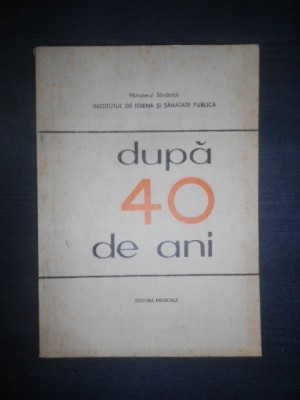 Ministerul Sănătății
INSTITUTUL DE IGIENĂ ȘI SĂNĂTATE PUBLICĂ
după
40
de ani
EDITURA MEDICALĂ